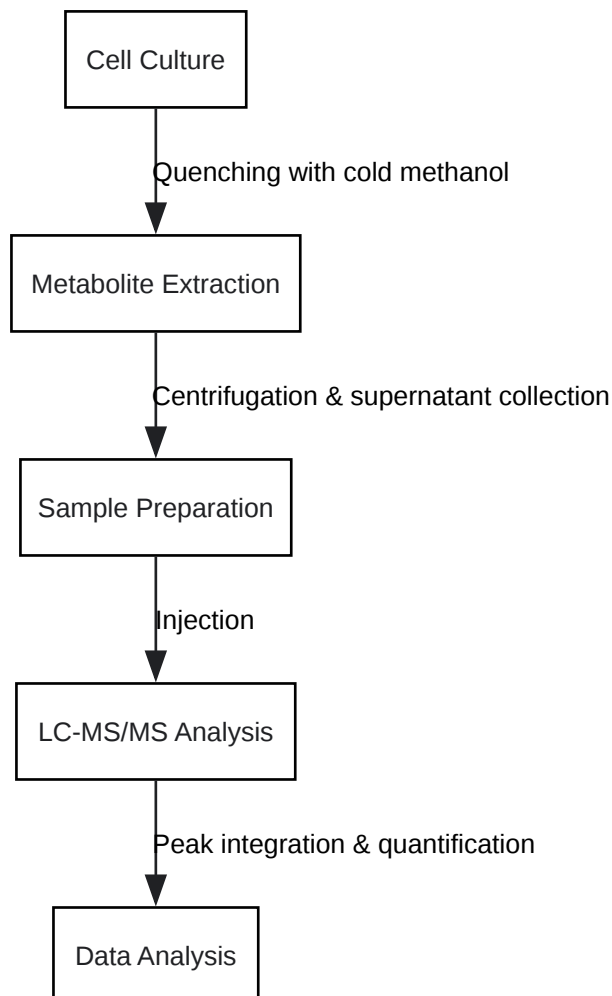 Cell Culture
Quenching with cold methanol
Metabolite Extraction
Centrifugation & supernatant collection
Sample Preparation
Injection
LC-MS/MS Analysis
Peak integration & quantification
Data Analysis